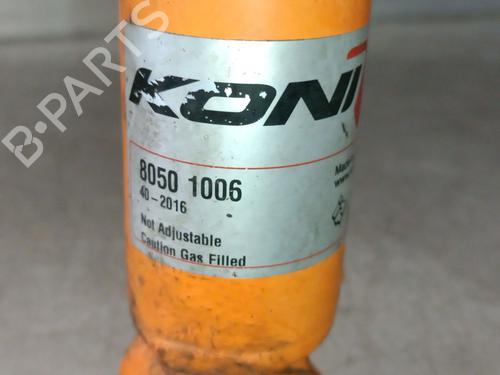 KONI
8050 1006
40-2016
Not Adjustable
Caution Gas Filled
B-PARTS